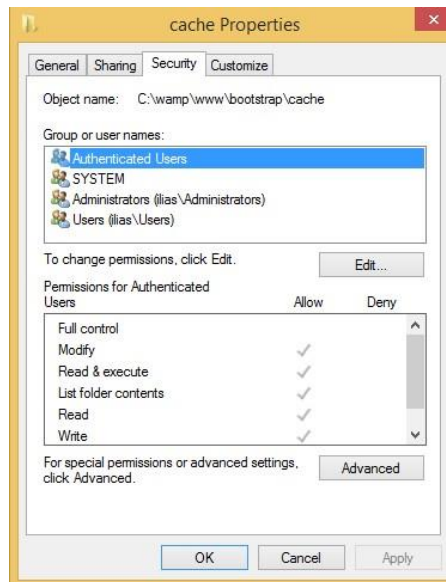 cache Properties
General Sharing Security Customize
Object name: C:\wamp\www\bootstrap\cache
Group or user names:
Authenticated Users
SYSTEM
Administrators (ilias\Administrators)
Users (ilias\Users)
To change permissions, click Edit.
Edit...
Permissions for Authenticated
Users Allow Deny
Full control
Modify
Read & execute
List folder contents
Read
Write
For special permissions or advanced settings,
click Advanced.
Advanced
OK Cancel Apply